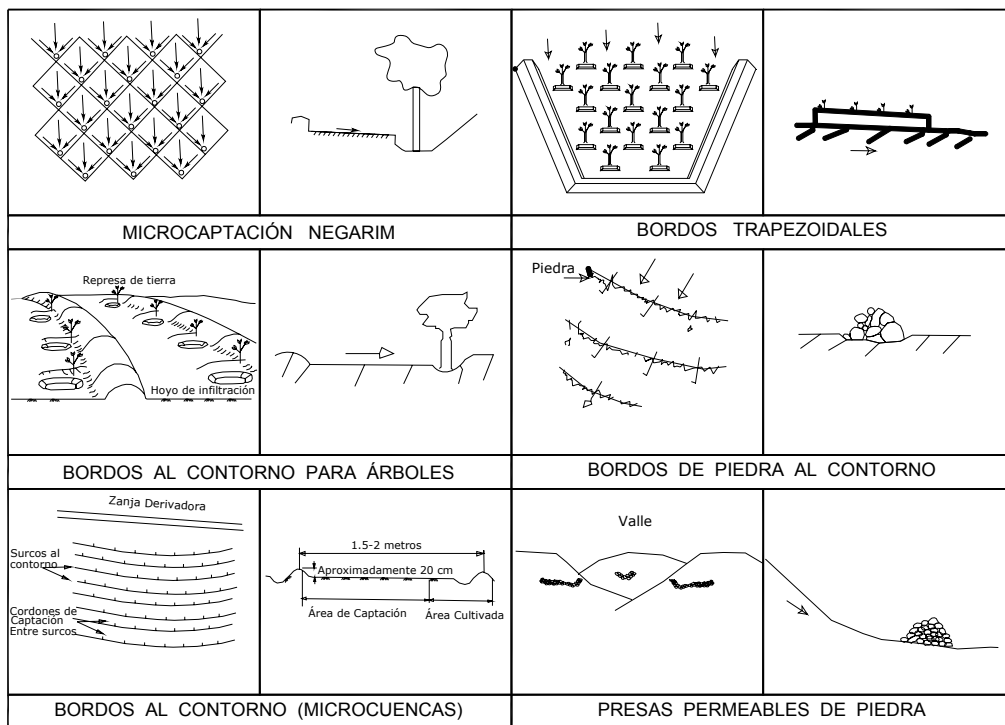 MICROCAPTACIÓN NEGARIM
BORDOS TRAPEZOIDALES
Represa de tierra
Hoyo de infiltración
Piedra
BORDOS AL CONTORNO PARA ÁRBOLES
BORDOS DE PIEDRA AL CONTORNO
Zanja Derivadora
Surcos al
contorno
Cordones de
Captación
Entre surcos
1.5-2 metros
Aproximadamente 20 cm
Área de Captación
Área Cultivada
Valle
BORDOS AL CONTORNO (MICROCUENCAS)
PRESAS PERMEABLES DE PIEDRA